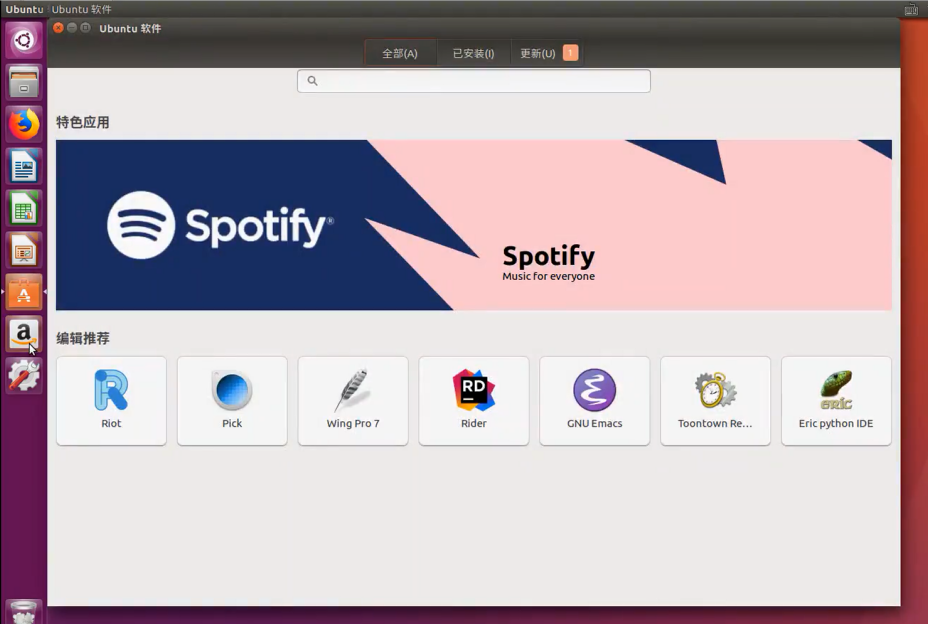 Ubuntu Ubuntu 软件
Ubuntu 软件
全部(A) 已安装(I) 更新(U) 1
特色应用
Spotify®
Spotify
Music for everyone
编辑推荐
Riot Pick Wing Pro 7 Rider GNU Emacs Toontown Re... Eric python IDE
RD
eric
a
A